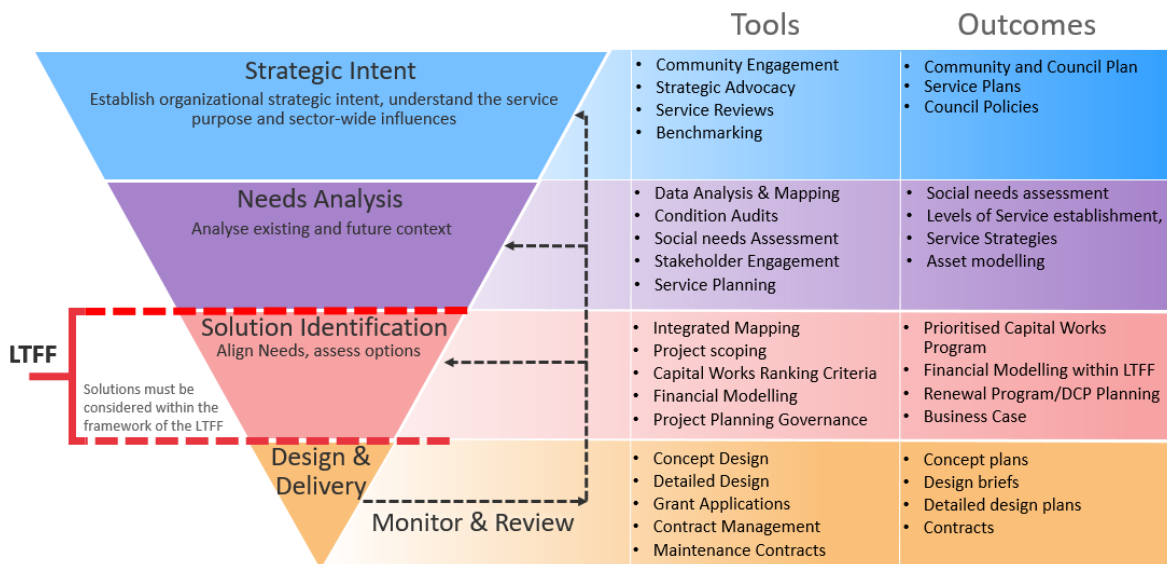 Tools
Outcomes
Strategic Intent
Establish organizational strategic intent, understand the service
purpose and sector-wide influences
• Community Engagement
• Strategic Advocacy
• Service Reviews
• Benchmarking
• Community and Council Plan
• Service Plans
• Council Policies
Needs Analysis
Analyse existing and future context
• Data Analysis & Mapping
• Condition Audits
• Social needs Assessment
• Stakeholder Engagement
• Service Planning
• Social needs assessment
• Levels of Service establishment,
• Service Strategies
• Asset modelling
LTFF
Solutions must be
considered within the
framework of the LTFF
Solution Identification
Align Needs, assess options
• Integrated Mapping
• Project scoping
• Capital Works Ranking Criteria
• Financial Modelling
• Project Planning Governance
• Prioritised Capital Works
Program
• Financial Modelling within LTFF
• Renewal Program/DCP Planning
• Business Case
Design &
Delivery
Monitor & Review
• Concept Design
• Detailed Design
• Grant Applications
• Contract Management
• Maintenance Contracts
• Concept plans
• Design briefs
• Detailed design plans
• Contracts